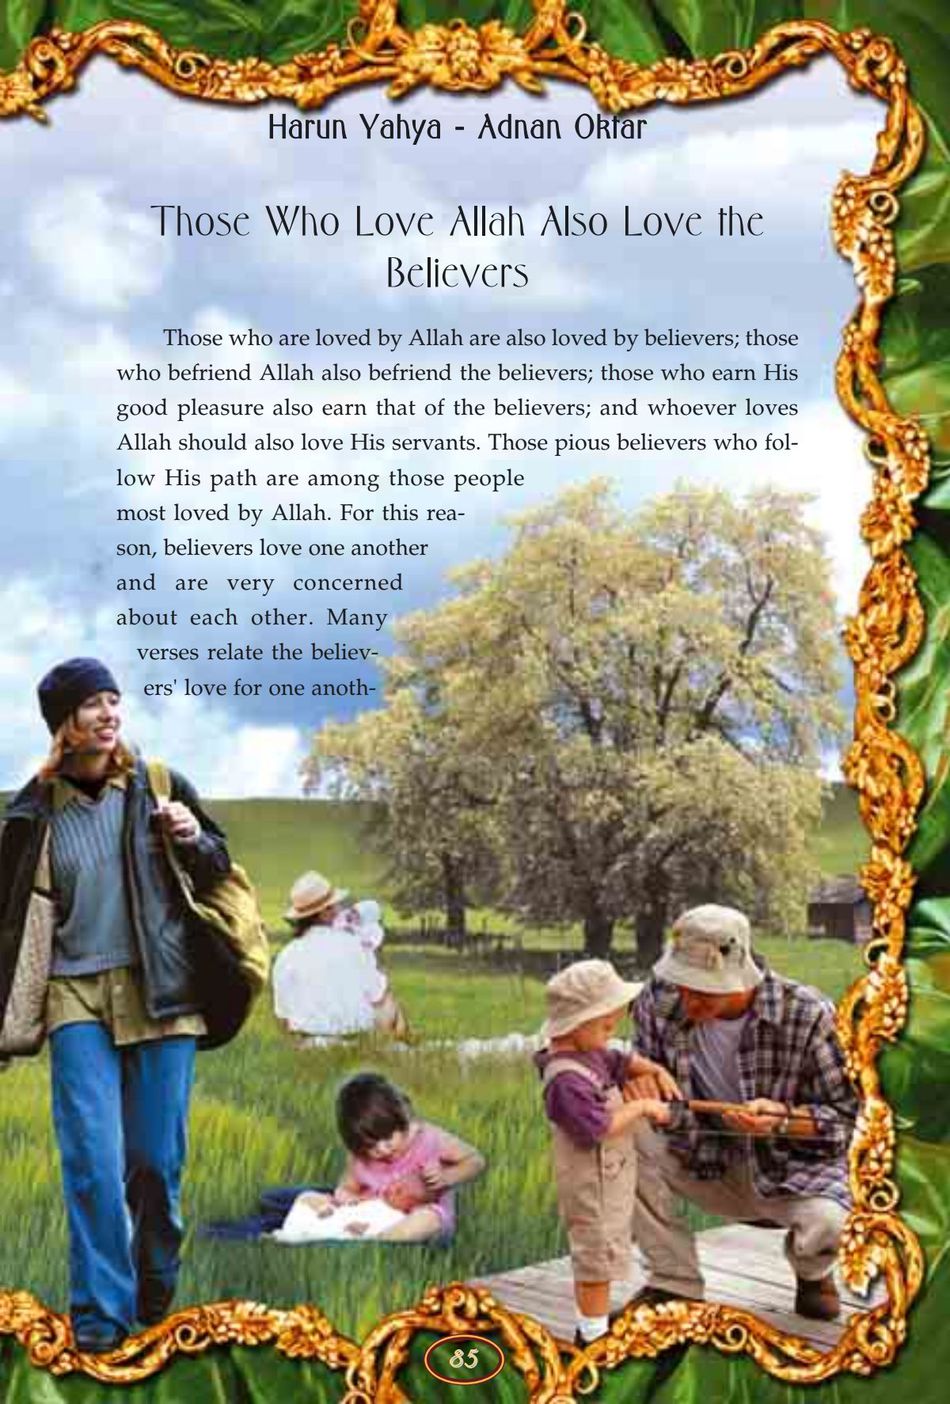 Harun Yahya - Adnan Oktar
Those Who Love Allah Also Love the
Believers
Those who are loved by Allah are also loved by believers; those
who befriend Allah also befriend the believers; those who earn His
good pleasure also earn that of the believers; and whoever loves
Allah should also love His servants. Those pious believers who fol-
low His path are among those people
most loved by Allah. For this rea-
son, believers love one another
and are very concerned
about each other. Many
verses relate the believ-
ers' love for one anoth-
85